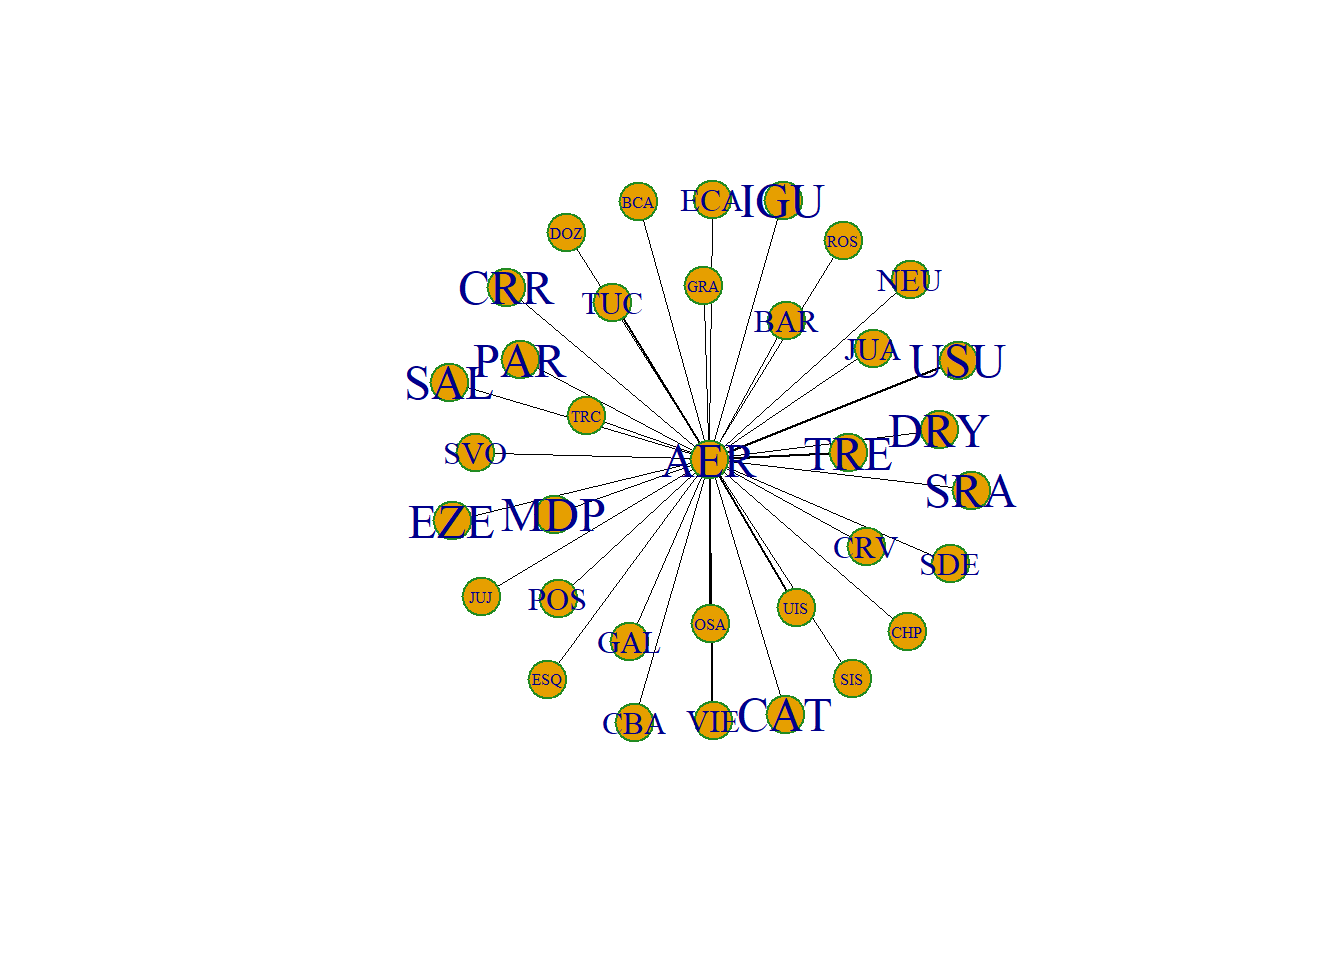 BCA
ECA
IGU
DOZ
ROS
CRR
TUC
GRA
BAR
NEU
SAL
PAR
JUA
USU
TRC
DRY
SVO
AER
TRE
SRA
EZE
MDP
CRV
SDE
JUJ
POS
GAL
OSA
UIS
CHP
ESQ
SIS
CBA
VIE
CAT